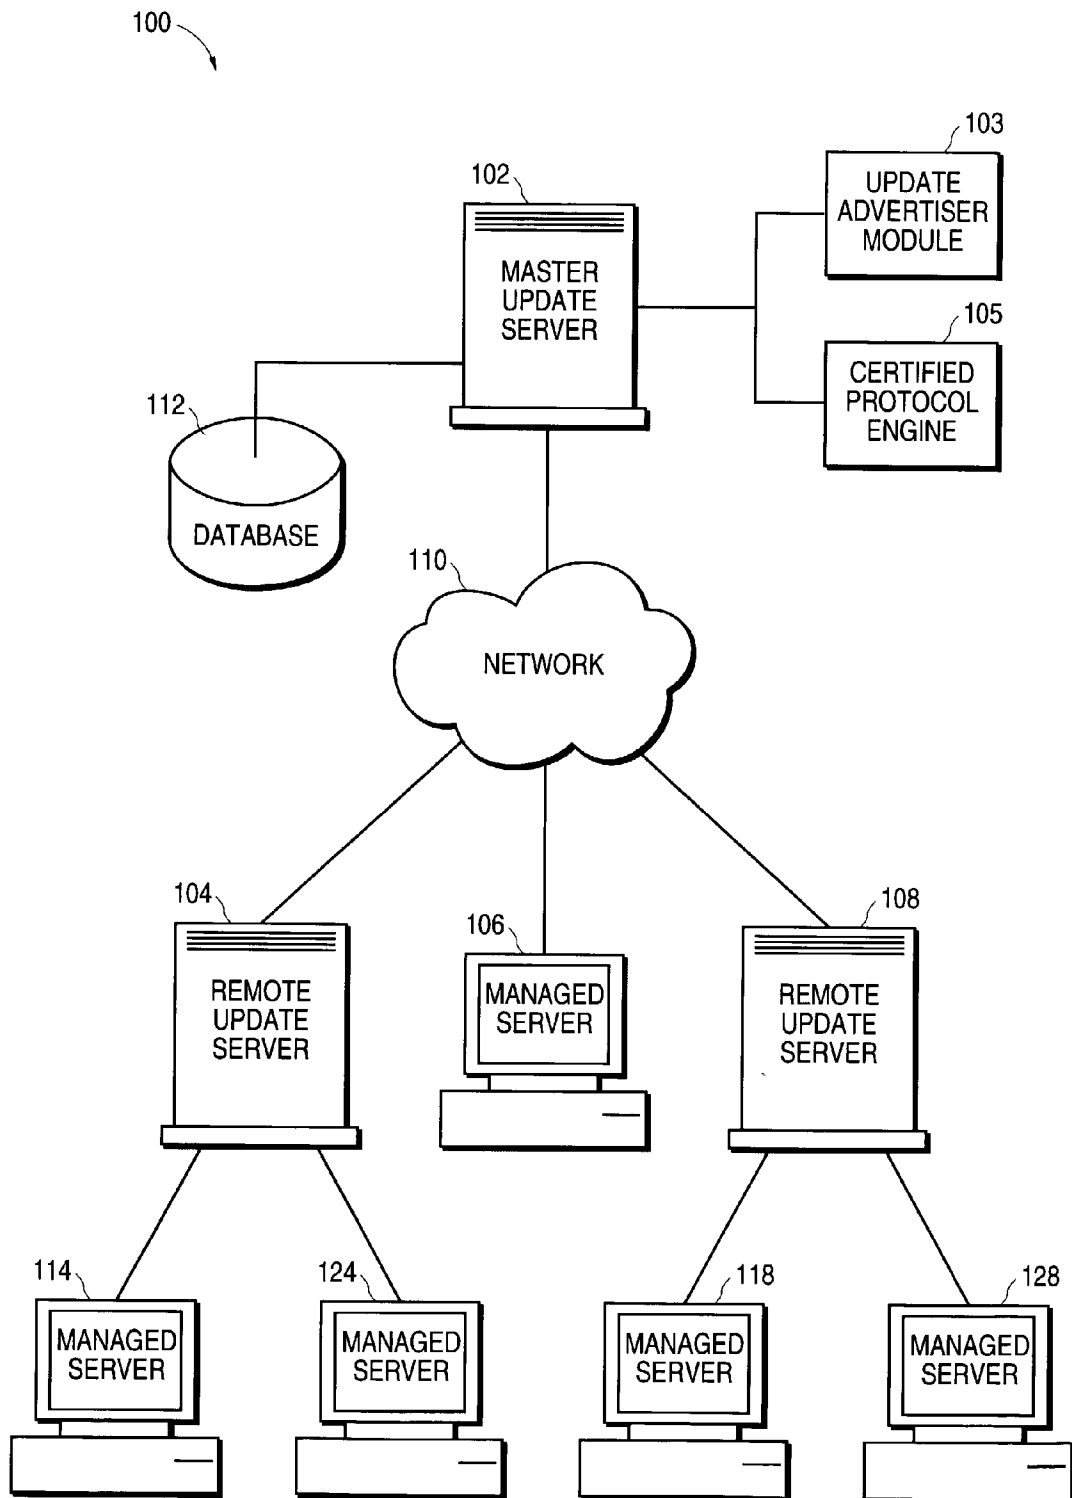 100
103
UPDATE
ADVERTISER
MODULE
102
MASTER
UPDATE
SERVER
105
CERTIFIED
PROTOCOL
ENGINE
112
DATABASE
110
NETWORK
104
REMOTE
UPDATE
SERVER
106
MANAGED
SERVER
108
REMOTE
UPDATE
SERVER
114
MANAGED
SERVER
124
MANAGED
SERVER
118
MANAGED
SERVER
128
MANAGED
SERVER